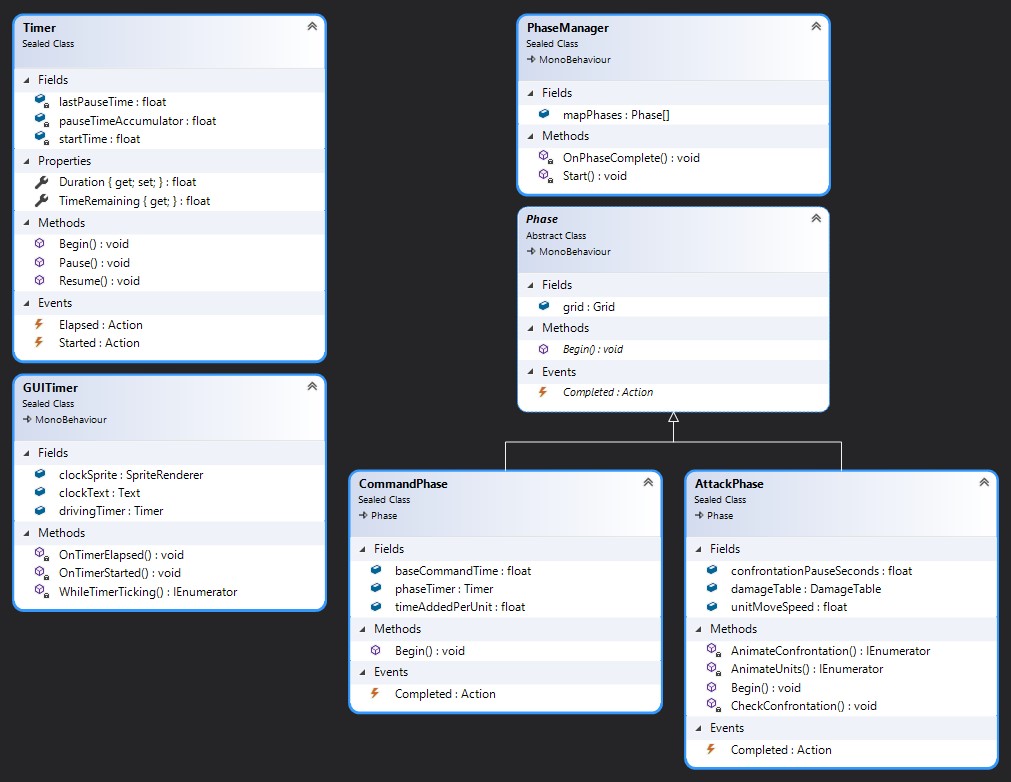 Timer
Sealed Class
Fields
lastPauseTime : float
pauseTimeAccumulator : float
startTime : float
Properties
Duration { get; set; } : float
TimeRemaining { get; } : float
Methods
Begin() : void
Pause() : void
Resume() : void
Events
Elapsed : Action
Started : Action
GUITimer
Sealed Class
MonoBehaviour
Fields
clockSprite : SpriteRenderer
clockText : Text
drivingTimer : Timer
Methods
OnTimerElapsed() : void
OnTimerStarted() : void
WhileTimerTicking() : IEnumerator
PhaseManager
Sealed Class
MonoBehaviour
Fields
mapPhases : Phase[]
Methods
OnPhaseComplete() : void
Start() : void
Phase
Abstract Class
MonoBehaviour
Fields
grid : Grid
Methods
Begin() : void
Events
Completed : Action
CommandPhase
Sealed Class
Phase
Fields
baseCommandTime : float
phaseTimer : Timer
timeAddedPerUnit : float
Methods
Begin() : void
Events
Completed : Action
AttackPhase
Sealed Class
Phase
Fields
confrontationPauseSeconds : float
damageTable : DamageTable
unitMoveSpeed : float
Methods
AnimateConfrontation() : IEnumerator
AnimateUnits() : IEnumerator
Begin() : void
CheckConfrontation() : void
Events
Completed : Action